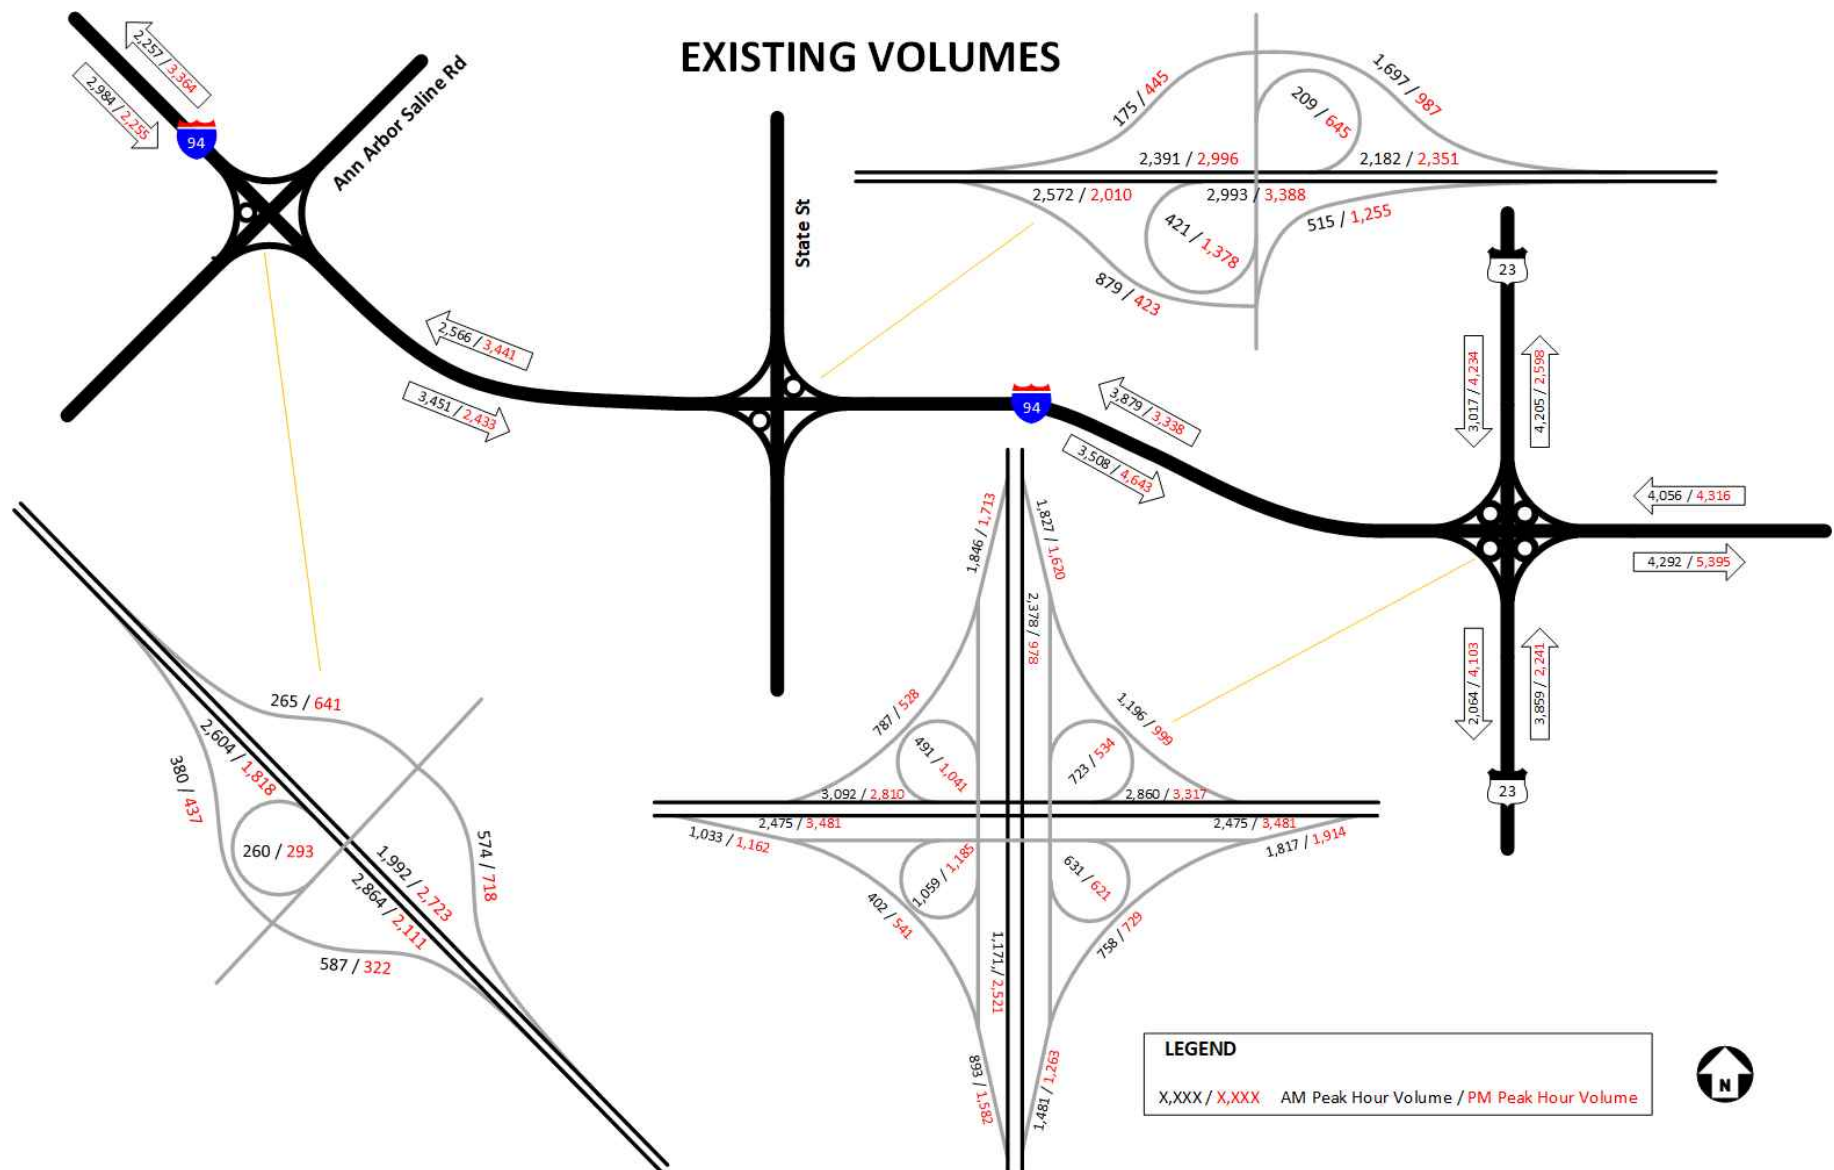 EXISTING VOLUMES
2,257 / 3,364
2,984 / 2,255
94
Ann Arbor Saline Rd
State St
175 / 445
1,697 / 987
209 / 645
2,391 / 2,996
2,182 / 2,351
2,572 / 2,010
2,993 / 3,388
515 / 1,255
421 / 1,378
879 / 423
23
2,566 / 3,441
3,451 / 2,433
94
3,879 / 3,338
3,508 / 4,643
3,017 / 4,234
4,205 / 2,598
4,056 / 4,316
4,292 / 5,395
2,064 / 4,103
3,859 / 2,241
23
265 / 641
2,604 / 1,818
380 / 437
260 / 293
1,992 / 2,723
2,864 / 2,111
574 / 718
587 / 322
1,846 / 1,713
1,827 / 1,620
2,378 / 978
787 / 528
1,196 / 999
491 / 1,041
723 / 534
3,092 / 2,810
2,860 / 3,317
2,475 / 3,481
2,475 / 3,481
1,033 / 1,162
1,817 / 1,914
1,059 / 1,185
631 / 621
402 / 541
758 / 729
1,171, / 2,521
893 / 1,582
1,481 / 1,263
LEGEND
X,XXX / X,XXX AM Peak Hour Volume / PM Peak Hour Volume
N